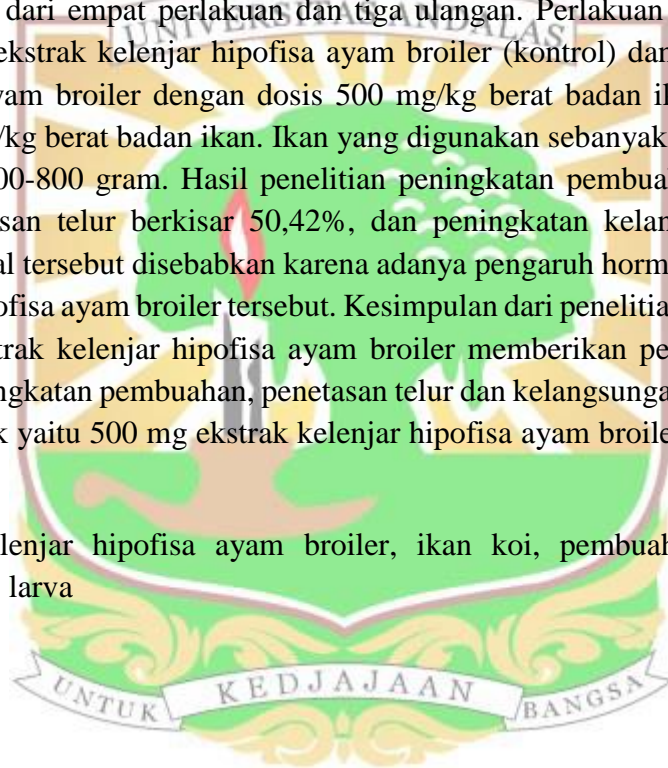 dari empat perlakuan dan tiga ulangan. Perlakuan
UNIVERSITAS ANDALAS
ekstrak kelenjar hipofisa ayam broiler (kontrol) dan
yam broiler dengan dosis 500 mg/kg berat badan ik
/kg berat badan ikan. Ikan yang digunakan sebanyak
00-800 gram. Hasil penelitian peningkatan pembua
san telur berkisar 50,42%, dan peningkatan kelan
al tersebut disebabkan karena adanya pengaruh horm
ofisa ayam broiler tersebut. Kesimpulan dari penelitia
trak kelenjar hipofisa ayam broiler memberikan pe
ngkatan pembuahan, penetasan telur dan kelangsunga
k yaitu 500 mg ekstrak kelenjar hipofisa ayam broile
lenjar hipofisa ayam broiler, ikan koi, pembuah
larva
UNTUK KEDJAJAAN BANGSA